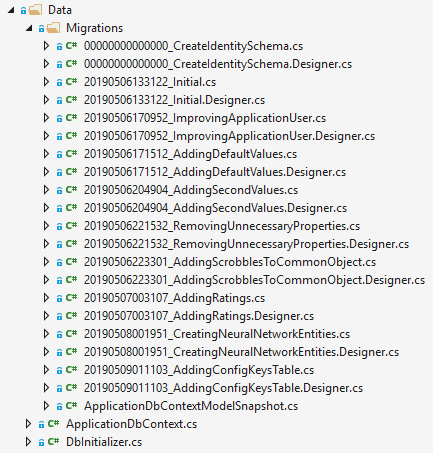 Data
Migrations
C# 00000000000000_CreateIdentitySchema.cs
C# 00000000000000_CreateIdentitySchema.Designer.cs
C# 20190506133122_Initial.cs
C# 20190506133122_Initial.Designer.cs
C# 20190506170952_ImprovingApplicationUser.cs
C# 20190506170952_ImprovingApplicationUser.Designer.cs
C# 20190506171512_AddingDefaultValues.cs
C# 20190506171512_AddingDefaultValues.Designer.cs
C# 20190506204904_AddingSecondValues.cs
C# 20190506204904_AddingSecondValues.Designer.cs
C# 20190506221532_RemovingUnnecessaryProperties.cs
C# 20190506221532_RemovingUnnecessaryProperties.Designer.cs
C# 20190506223301_AddingScrobblesToCommonObject.cs
C# 20190506223301_AddingScrobblesToCommonObject.Designer.cs
C# 20190507003107_AddingRatings.cs
C# 20190507003107_AddingRatings.Designer.cs
C# 20190508001951_CreatingNeuralNetworkEntities.cs
C# 20190508001951_CreatingNeuralNetworkEntities.Designer.cs
C# 20190509011103_AddingConfigKeysTable.cs
C# 20190509011103_AddingConfigKeysTable.Designer.cs
C# ApplicationDbContextModelSnapshot.cs
C# ApplicationDbContext.cs
C# DbInitializer.cs